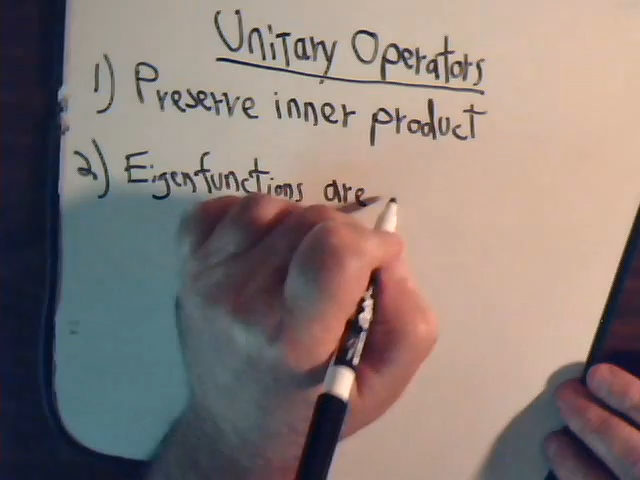 Unitary Operators
1) Preserve inner product
2) Eigenfunctions are